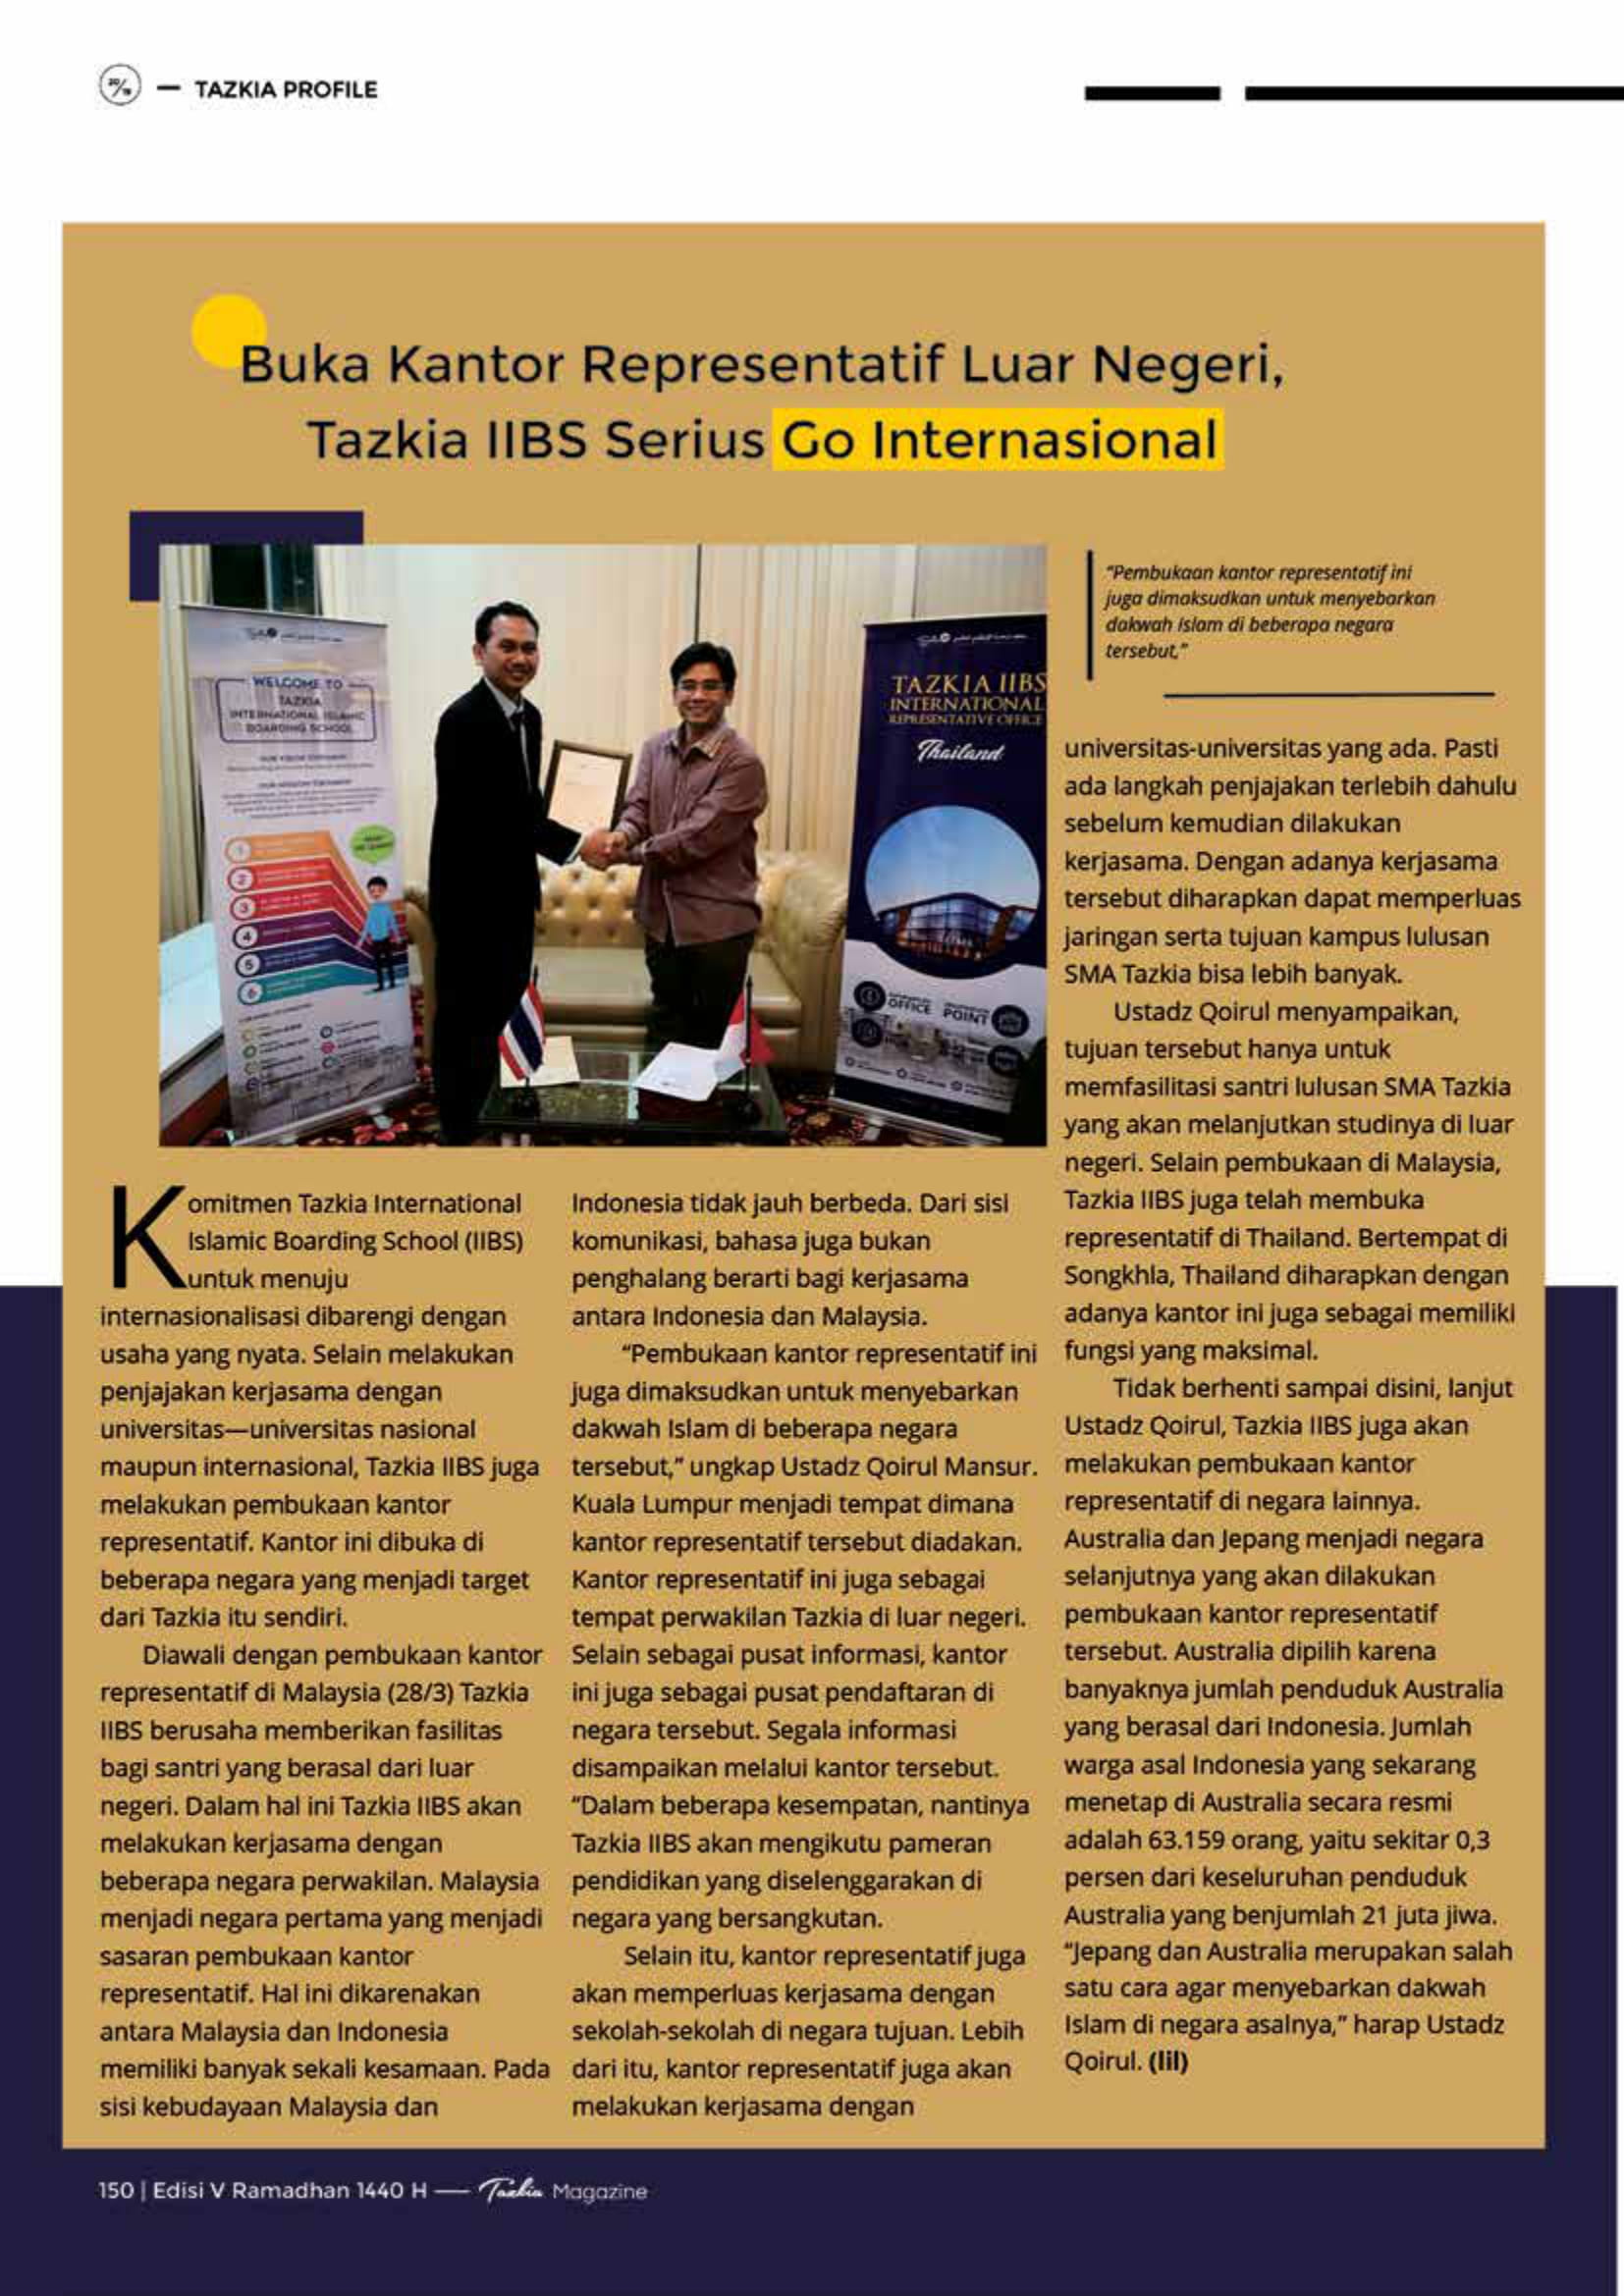 TAZKIA PROFILE
Buka Kantor Representatif Luar Negeri,
Tazkia IIBS Serius Go Internasional
WELCOME TO
TAZKIA
INTERNATIONAL ISLAMIC
BOARDING SCHOOL
1
2
3
4
5
6
TAZKIA IIBS
INTERNATIONAL
REPRESENTATIVE OFFICE
Thailand
OFFICE
POINT
"Pembukaan kantor representatif ini
juga dimaksudkan untuk menyebarkan
dakwah Islam di beberapa negara
tersebut,"
Komitmen Tazkia International
Islamic Boarding School (IIBS)
untuk menuju
internasionalisasi dibarengi dengan
usaha yang nyata. Selain melakukan
penjajakan kerjasama dengan
universitas—universitas nasional
maupun internasional, Tazkia IIBS juga
melakukan pembukaan kantor
representatif. Kantor ini dibuka di
beberapa negara yang menjadi target
dari Tazkia itu sendiri.
Diawali dengan pembukaan kantor
representatif di Malaysia (28/3) Tazkia
IIBS berusaha memberikan fasilitas
bagi santri yang berasal dari luar
negeri. Dalam hal ini Tazkia IIBS akan
melakukan kerjasama dengan
beberapa negara perwakilan. Malaysia
menjadi negara pertama yang menjadi
sasaran pembukaan kantor
representatif. Hal ini dikarenakan
antara Malaysia dan Indonesia
memiliki banyak sekali kesamaan. Pada
sisi kebudayaan Malaysia dan
Indonesia tidak jauh berbeda. Dari sisi
komunikasi, bahasa juga bukan
penghalang berarti bagi kerjasama
antara Indonesia dan Malaysia.
"Pembukaan kantor representatif ini
juga dimaksudkan untuk menyebarkan
dakwah Islam di beberapa negara
tersebut," ungkap Ustadz Qoirul Mansur.
Kuala Lumpur menjadi tempat dimana
kantor representatif tersebut diadakan.
Kantor representatif ini juga sebagai
tempat perwakilan Tazkia di luar negeri.
Selain sebagai pusat informasi, kantor
ini juga sebagai pusat pendaftaran di
negara tersebut. Segala informasi
disampaikan melalui kantor tersebut.
"Dalam beberapa kesempatan, nantinya
Tazkia IIBS akan mengikutu pameran
pendidikan yang diselenggarakan di
negara yang bersangkutan.
Selain itu, kantor representatif juga
akan memperluas kerjasama dengan
sekolah-sekolah di negara tujuan. Lebih
dari itu, kantor representatif juga akan
melakukan kerjasama dengan
universitas-universitas yang ada. Pasti
ada langkah penjajakan terlebih dahulu
sebelum kemudian dilakukan
kerjasama. Dengan adanya kerjasama
tersebut diharapkan dapat memperluas
jaringan serta tujuan kampus lulusan
SMA Tazkia bisa lebih banyak.
Ustadz Qoirul menyampaikan,
tujuan tersebut hanya untuk
memfasilitasi santri lulusan SMA Tazkia
yang akan melanjutkan studinya di luar
negeri. Selain pembukaan di Malaysia,
Tazkia IIBS juga telah membuka
representatif di Thailand. Bertempat di
Songkhla, Thailand diharapkan dengan
adanya kantor ini juga sebagai memiliki
fungsi yang maksimal.
Tidak berhenti sampai disini, lanjut
Ustadz Qoirul, Tazkia IIBS juga akan
melakukan pembukaan kantor
representatif di negara lainnya.
Australia dan Jepang menjadi negara
selanjutnya yang akan dilakukan
pembukaan kantor representatif
tersebut. Australia dipilih karena
banyaknya jumlah penduduk Australia
yang berasal dari Indonesia. Jumlah
warga asal Indonesia yang sekarang
menetap di Australia secara resmi
adalah 63.159 orang, yaitu sekitar 0,3
persen dari keseluruhan penduduk
Australia yang benjumlah 21 juta jiwa.
"Jepang dan Australia merupakan salah
satu cara agar menyebarkan dakwah
Islam di negara asalnya," harap Ustadz
Qoirul. (lil)
150 | Edisi V Ramadhan 1440 H — Tazkia Magazine